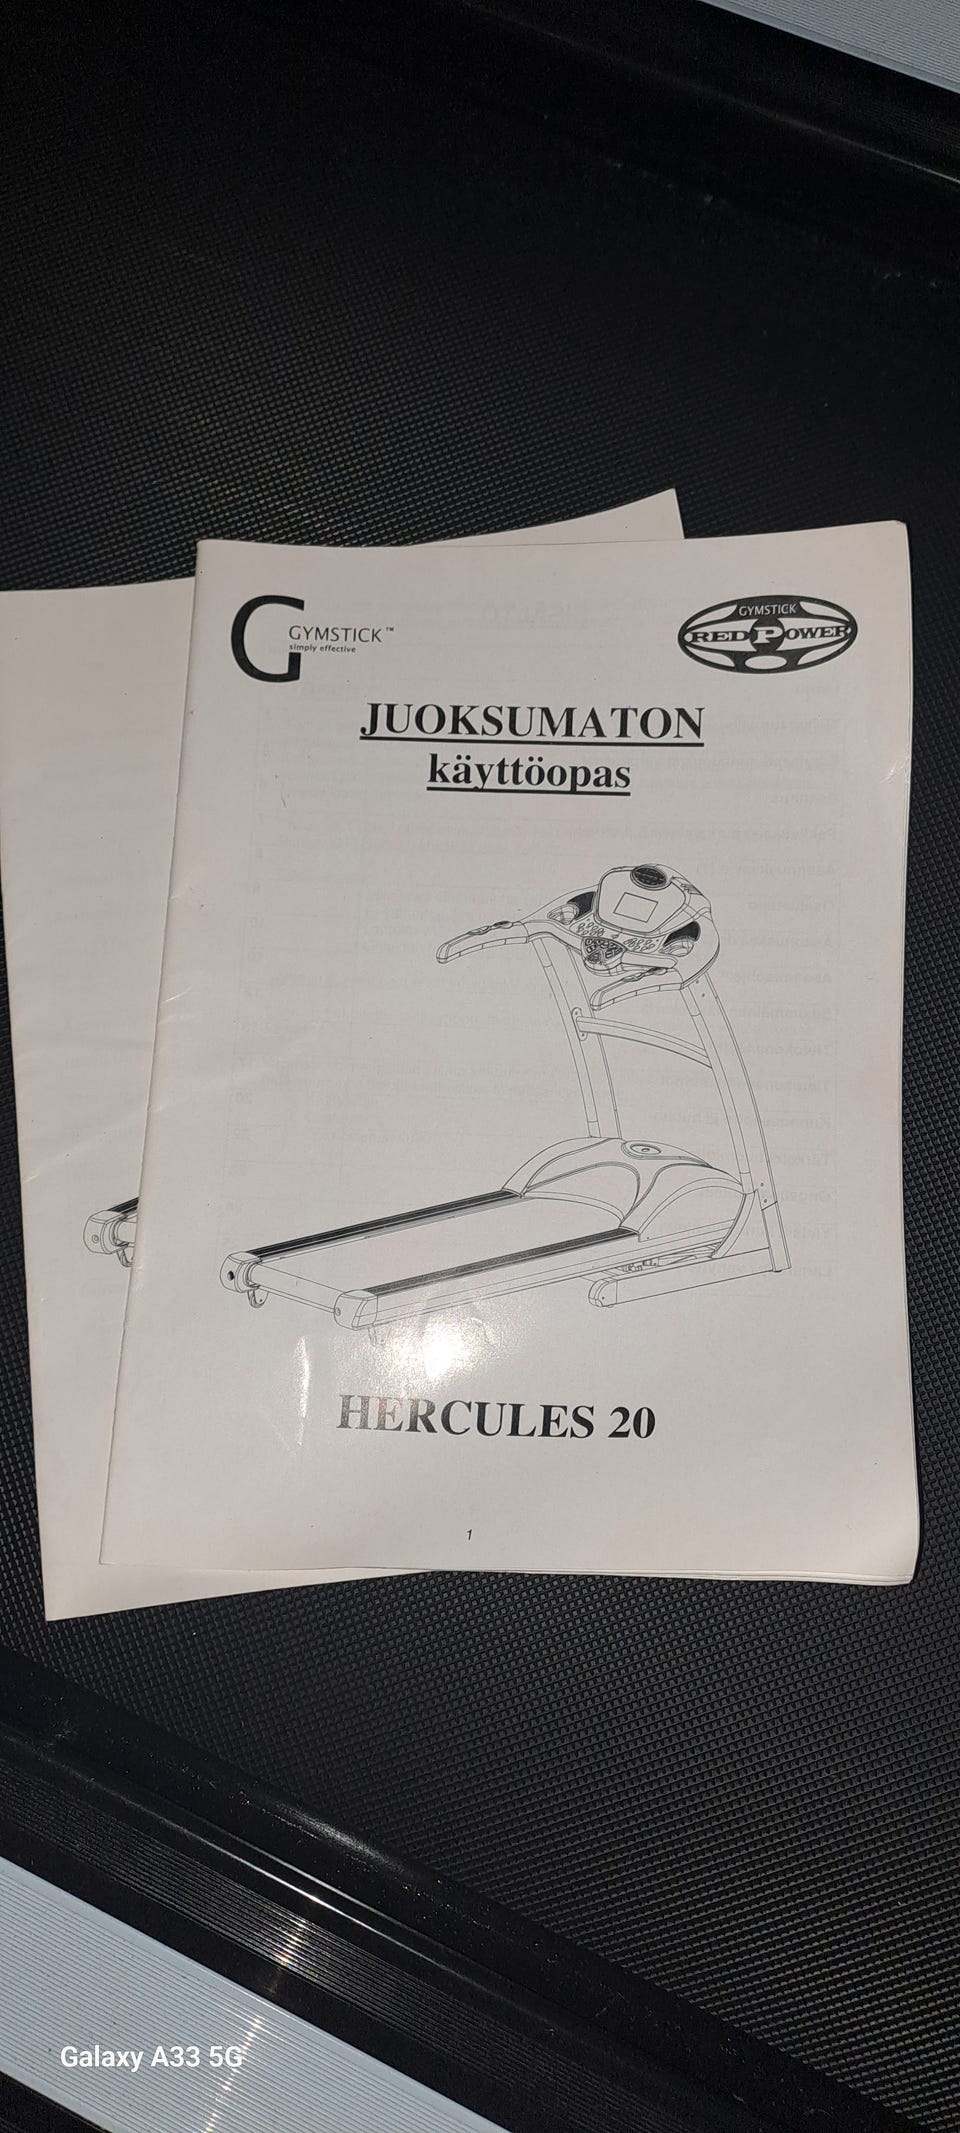 GYMSTICK™
simply effective
GYMSTICK
RED POWER
JUOKSUMATON
käyttöopas
HERCULES 20
1
Galaxy A33 5G